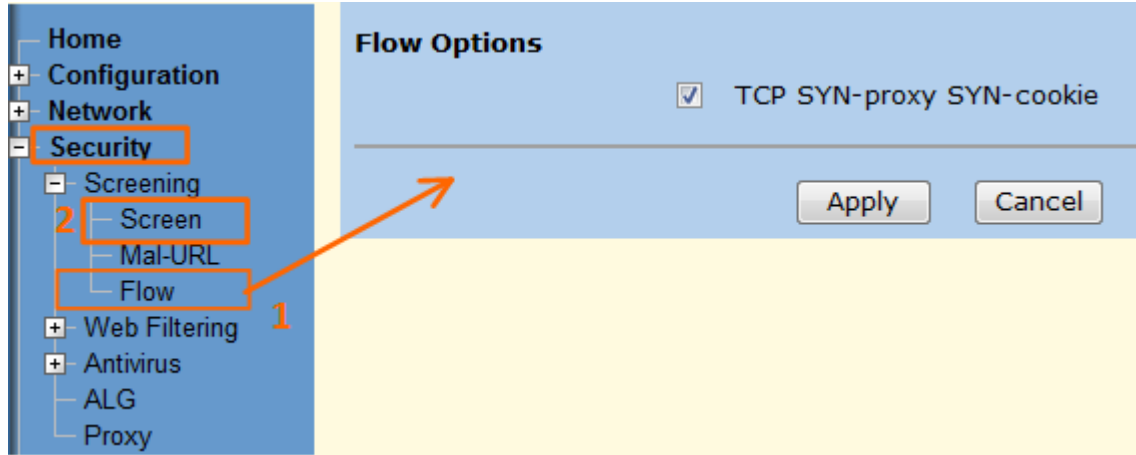 Home
Configuration
Network
Security
Screening
2 Screen
Mal-URL
Flow
1
Web Filtering
Antivirus
ALG
Proxy
Flow Options
TCP SYN-proxy SYN-cookie
Apply Cancel